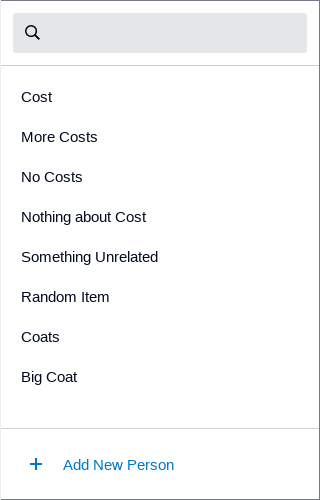 Cost
More Costs
No Costs
Nothing about Cost
Something Unrelated
Random Item
Coats
Big Coat
Add New Person